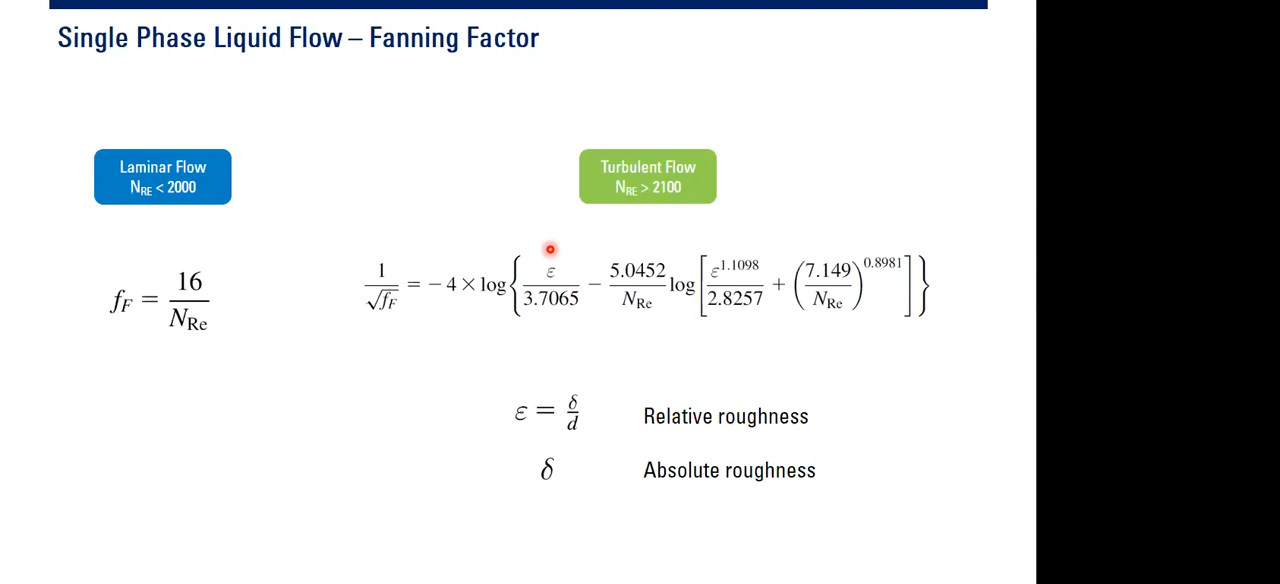 Single Phase Liquid Flow – Fanning Factor
Laminar Flow
N_RE < 2000
Turbulent Flow
N_RE > 2100
f_F = 16 / N_Re
1 / √f_F = − 4 × log { ε / 3.7065 − 5.0452 / N_Re log [ ε^1.1098 / 2.8257 + ( 7.149 / N_Re )^0.8981 ] }
ε = δ / d Relative roughness
δ Absolute roughness